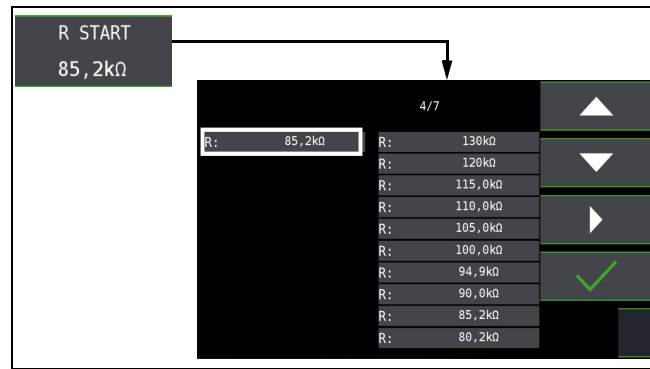 R START
85,2kΩ
4/7
R: 85,2kΩ
R: 130kΩ
R: 120kΩ
R: 115,0kΩ
R: 110,0kΩ
R: 105,0kΩ
R: 100,0kΩ
R: 94,9kΩ
R: 90,0kΩ
R: 85,2kΩ
R: 80,2kΩ